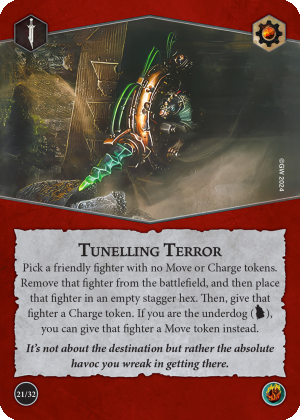 ©GW 2024
TUNELLING TERROR
Pick a friendly fighter with no Move or Charge tokens.
Remove that fighter from the battlefield, and then place
that fighter in an empty stagger hex. Then, give that
fighter a Charge token. If you are the underdog ( ),
you can give that fighter a Move token instead.
It's not about the destination but rather the absolute
havoc you wreak in getting there.
21/32